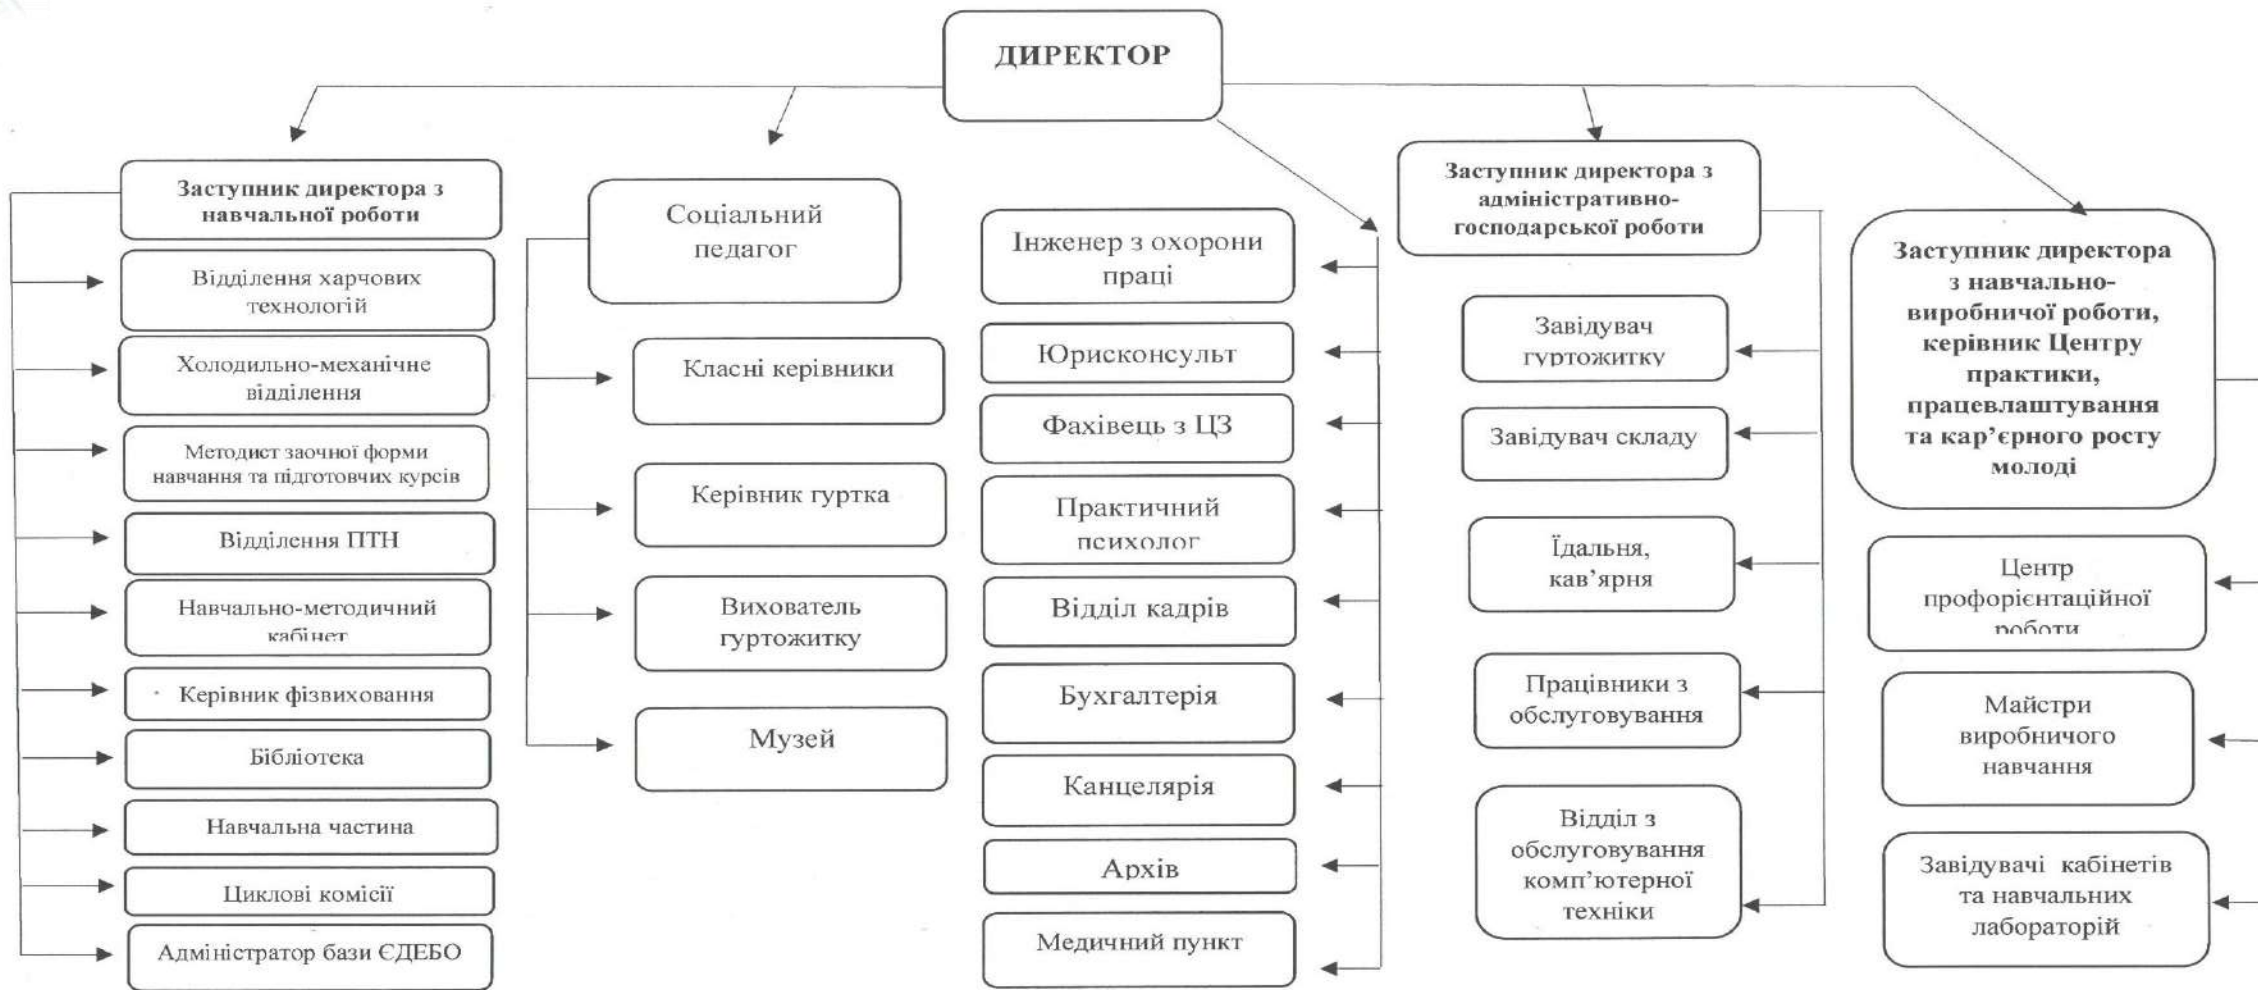 ДИРЕКТОР
Заступник директора з
навчальної роботи
Відділення харчових
технологій
Холодильно-механічне
відділення
Методист заочної форми
навчання та підготовчих курсів
Відділення ПТН
Навчально-методичний
кабінет
Керівник фізвиховання
Бібліотека
Навчальна частина
Циклові комісії
Адміністратор бази ЄДЕБО
Соціальний
педагог
Класні керівники
Керівник гуртка
Вихователь
гуртожитку
Музей
Інженер з охорони
праці
Юрисконсульт
Фахівець з ЦЗ
Практичний
психолог
Відділ кадрів
Бухгалтерія
Канцелярія
Архів
Медичний пункт
Заступник директора з
адміністративно-
господарської роботи
Завідувач
гуртожитку
Завідувач складу
Їдальня,
кав’ярня
Працівники з
обслуговування
Відділ з
обслуговування
комп’ютерної
техніки
Заступник директора
з навчально-
виробничої роботи,
керівник Центру
практики,
працевлаштування
та кар’єрного росту
молоді
Центр
профорієнтаційної
роботи
Майстри
виробничого
навчання
Завідувачі кабінетів
та навчальних
лабораторій